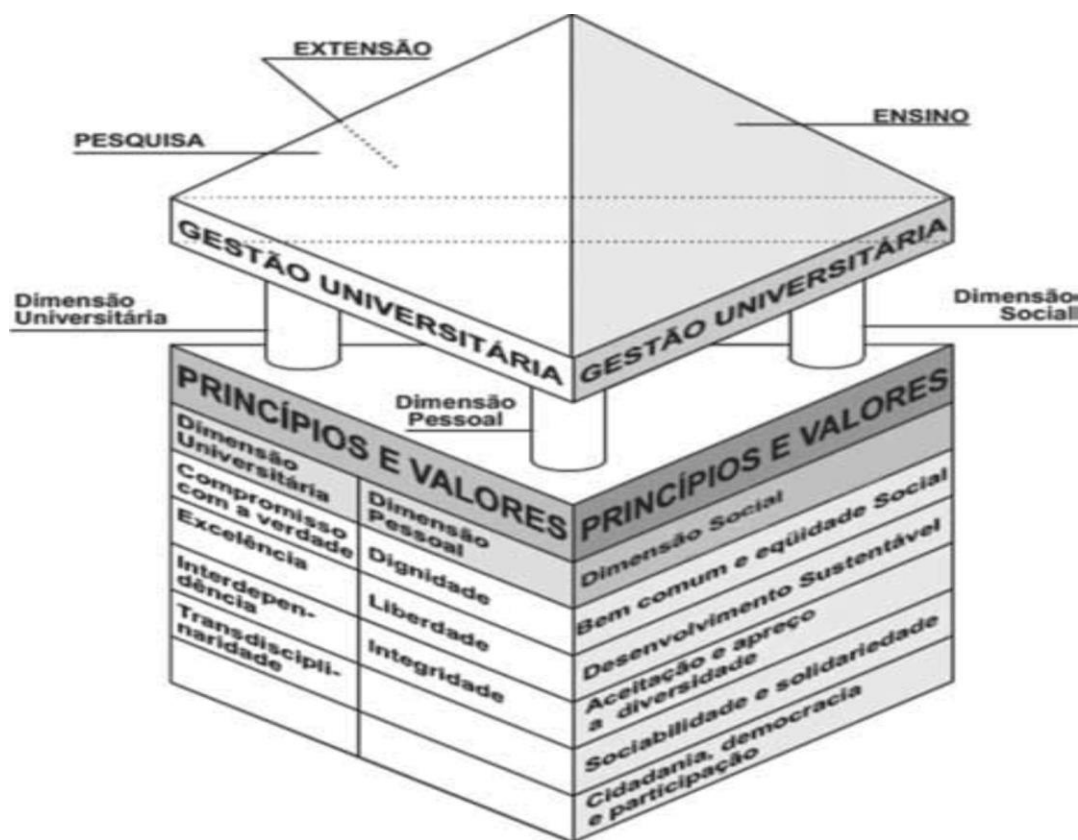 EXTENSÃO
PESQUISA
ENSINO
GESTÃO UNIVERSITÁRIA
GESTÃO UNIVERSITÁRIA
Dimensão
Universitária
Dimensão
Sociall
Dimensão
Pessoal
PRINCÍPIOS E VALORES
Dimensão
Universitária
Compromisso
com a verdade
Excelência
Interdepen-
dência
Transdiscipli-
naridade
Dimensão
Pessoal
Dignidade
Liberdade
Integridade
PRINCÍPIOS E VALORES
Dimensão Social
Bem comum e eqüidade Social
Desenvolvimento Sustentável
Aceitação e apreço
a diversidade
Sociabilidade e solidariedade
Cidadania, democracia
e participação